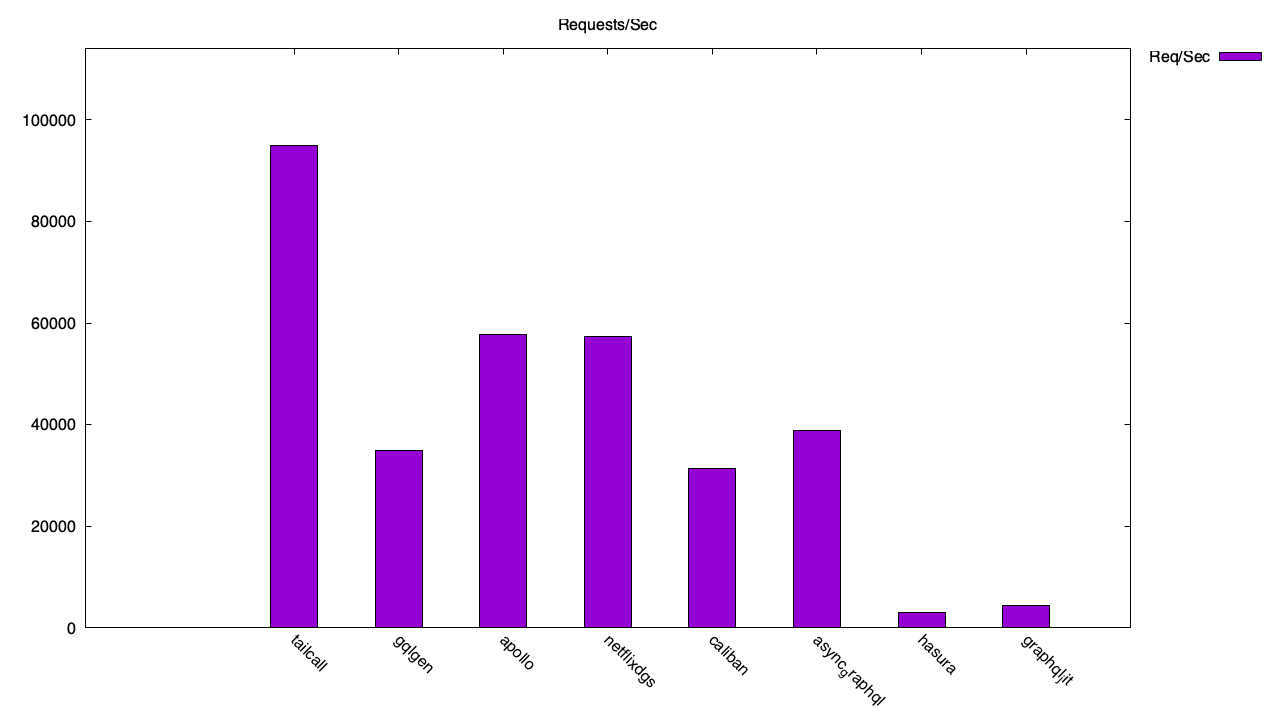 Requests/Sec
Req/Sec
100000
80000
60000
40000
20000
0
tailcall
gqlgen
apollo
netflixdgs
caliban
async_graphql
hasura
graphql_jit